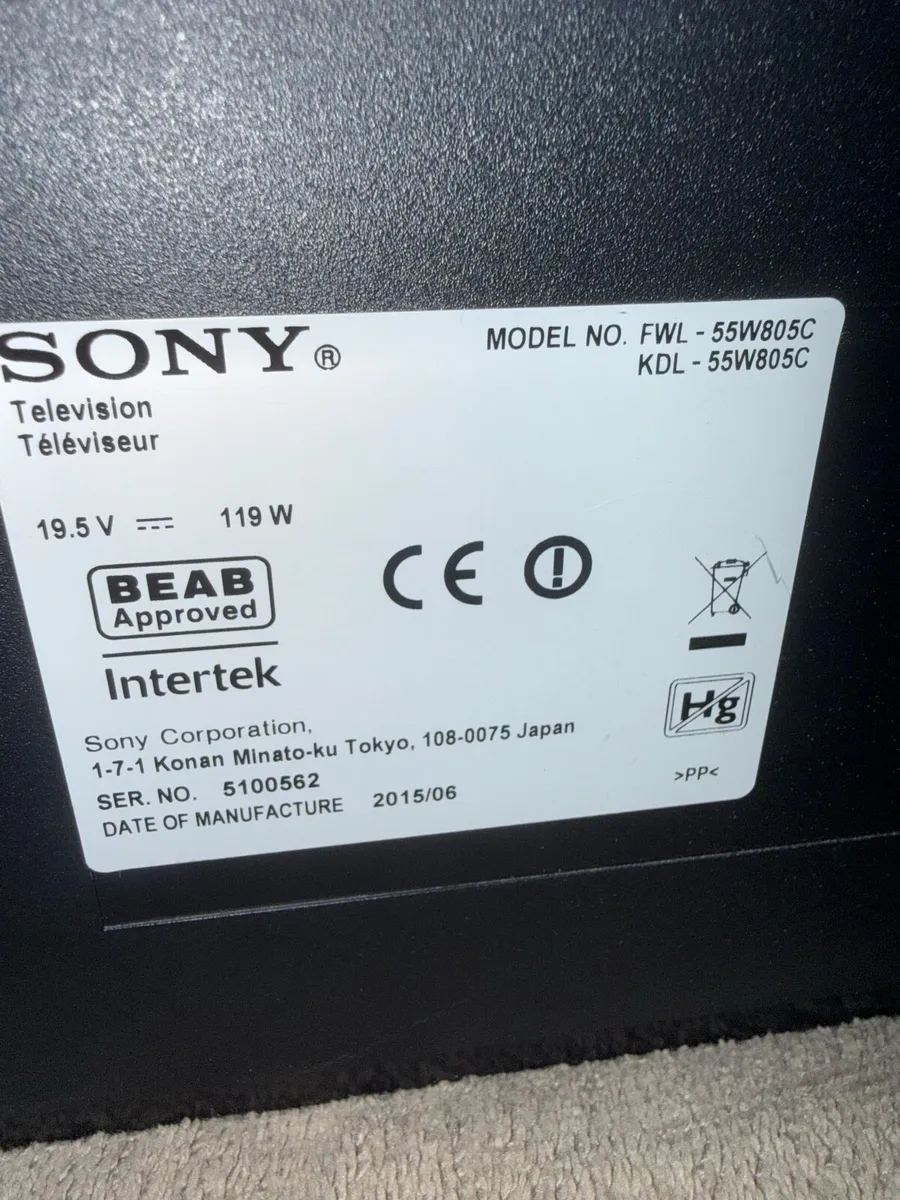 SONY®
MODEL NO. FWL - 55W805C
KDL - 55W805C
Television
Téléviseur
19.5 V ⎓ 119 W
BEAB
Approved
Intertek
CE
Hg
Sony Corporation,
1-7-1 Konan Minato-ku Tokyo, 108-0075 Japan
SER. NO. 5100562
DATE OF MANUFACTURE 2015/06
>PP<